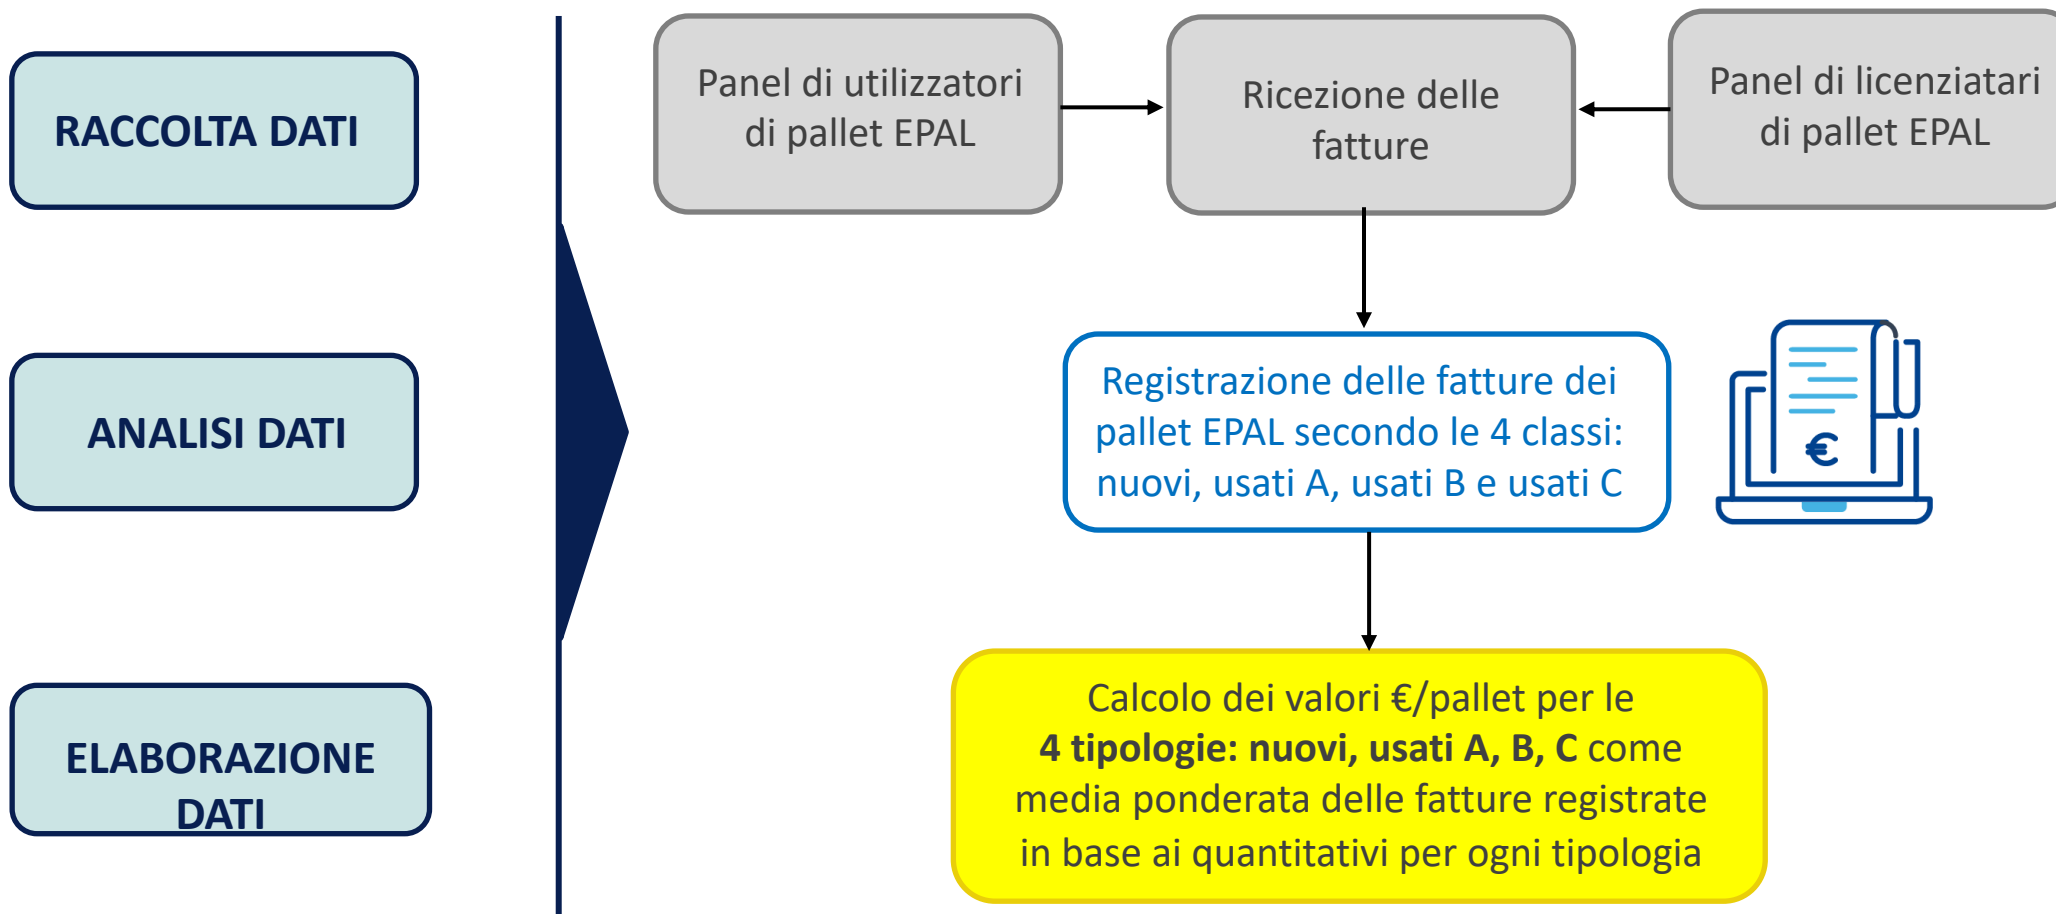 RACCOLTA DATI
Panel di utilizzatori
di pallet EPAL
Ricezione delle
fatture
Panel di licenziatari
di pallet EPAL
ANALISI DATI
Registrazione delle fatture dei
pallet EPAL secondo le 4 classi:
nuovi, usati A, usati B e usati C
€
ELABORAZIONE
DATI
Calcolo dei valori €/pallet per le
4 tipologie: nuovi, usati A, B, C come
media ponderata delle fatture registrate
in base ai quantitativi per ogni tipologia